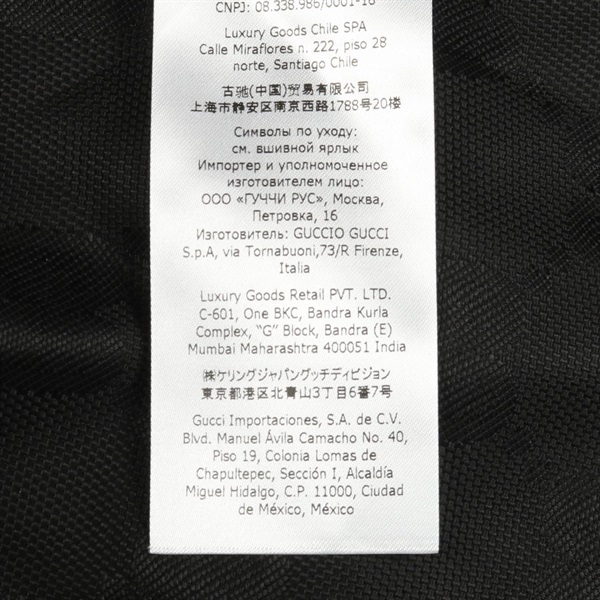 CNPJ: 08.338.986/0001-16
Luxury Goods Chile SPA
Calle Miraflores n. 222, piso 28
norte, Santiago Chile
古驰(中国)贸易有限公司
上海市静安区南京西路1788号20楼
Символы по уходу:
см. вшивной ярлык
Импортер и уполномоченное
изготовителем лицо:
ООО «ГУЧЧИ РУС», Москва,
Петровка, 16
Изготовитель: GUCCIO GUCCI
S.p.A, via Tornabuoni,73/R Firenze,
Italia
Luxury Goods Retail PVT. LTD.
C-601, One BKC, Bandra Kurla
Complex, “G” Block, Bandra (E)
Mumbai Maharashtra 400051 India
㈱ケリングジャパングッチディビジョン
東京都港区北青山3丁目6番7号
Gucci Importaciones, S.A. de C.V.
Blvd. Manuel Ávila Camacho No. 40,
Piso 19, Colonia Lomas de
Chapultepec, Sección I, Alcaldía
Miguel Hidalgo, C.P. 11000, Ciudad
de México, México